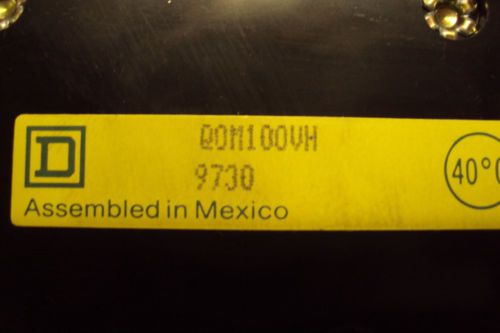 D
QOM100VH
9730
Assembled in Mexico
40°C